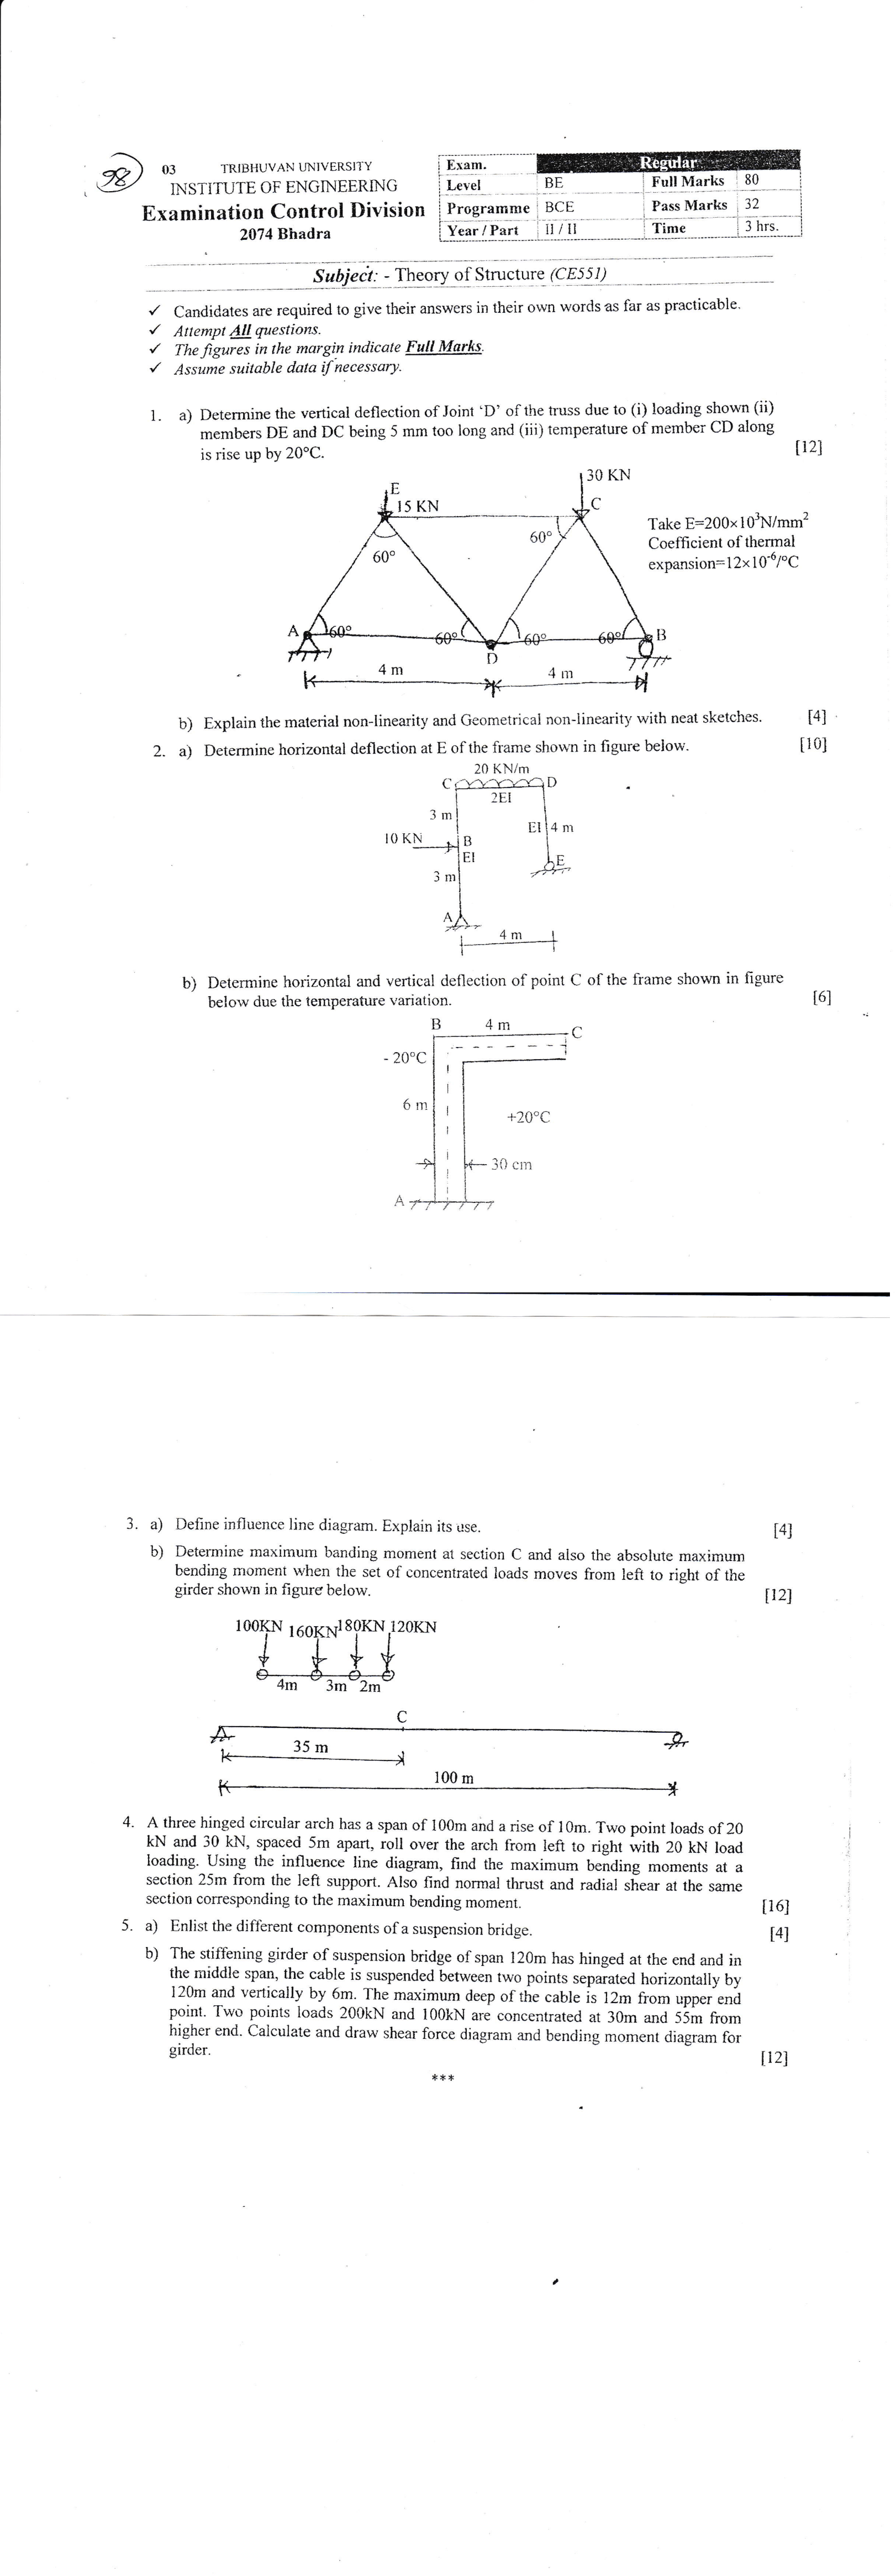 98
03 TRIBHUVAN UNIVERSITY
INSTITUTE OF ENGINEERING
Examination Control Division
2074 Bhadra
Exam. Regular
Level BE Full Marks 80
Programme BCE Pass Marks 32
Year / Part II / II Time 3 hrs.
Subject: - Theory of Structure (CE551)
✓ Candidates are required to give their answers in their own words as far as practicable.
✓ Attempt All questions.
✓ The figures in the margin indicate Full Marks.
✓ Assume suitable data if necessary.
1. a) Determine the vertical deflection of Joint ‘D’ of the truss due to (i) loading shown (ii)
members DE and DC being 5 mm too long and (iii) temperature of member CD along
is rise up by 20°C. [12]
30 KN
E
15 KN
C
60°
60°
Take E=200×10³N/mm²
Coefficient of thermal
expansion=12×10⁻⁶/°C
A 60° 60° 60° 60° B
D
4 m 4 m
b) Explain the material non-linearity and Geometrical non-linearity with neat sketches. [4]
2. a) Determine horizontal deflection at E of the frame shown in figure below. [10]
20 KN/m
C D
2EI
3 m
EI 4 m
10 KN B
EI
E
3 m
A
4 m
b) Determine horizontal and vertical deflection of point C of the frame shown in figure
below due the temperature variation. [6]
B 4 m C
- 20°C
6 m
+20°C
30 cm
A
3. a) Define influence line diagram. Explain its use. [4]
b) Determine maximum banding moment at section C and also the absolute maximum
bending moment when the set of concentrated loads moves from left to right of the
girder shown in figure below. [12]
100KN 160KN 180KN 120KN
4m 3m 2m
C
35 m
100 m
4. A three hinged circular arch has a span of 100m and a rise of 10m. Two point loads of 20
kN and 30 kN, spaced 5m apart, roll over the arch from left to right with 20 kN load
loading. Using the influence line diagram, find the maximum bending moments at a
section 25m from the left support. Also find normal thrust and radial shear at the same
section corresponding to the maximum bending moment. [16]
5. a) Enlist the different components of a suspension bridge. [4]
b) The stiffening girder of suspension bridge of span 120m has hinged at the end and in
the middle span, the cable is suspended between two points separated horizontally by
120m and vertically by 6m. The maximum deep of the cable is 12m from upper end
point. Two points loads 200kN and 100kN are concentrated at 30m and 55m from
higher end. Calculate and draw shear force diagram and bending moment diagram for
girder. [12]
***